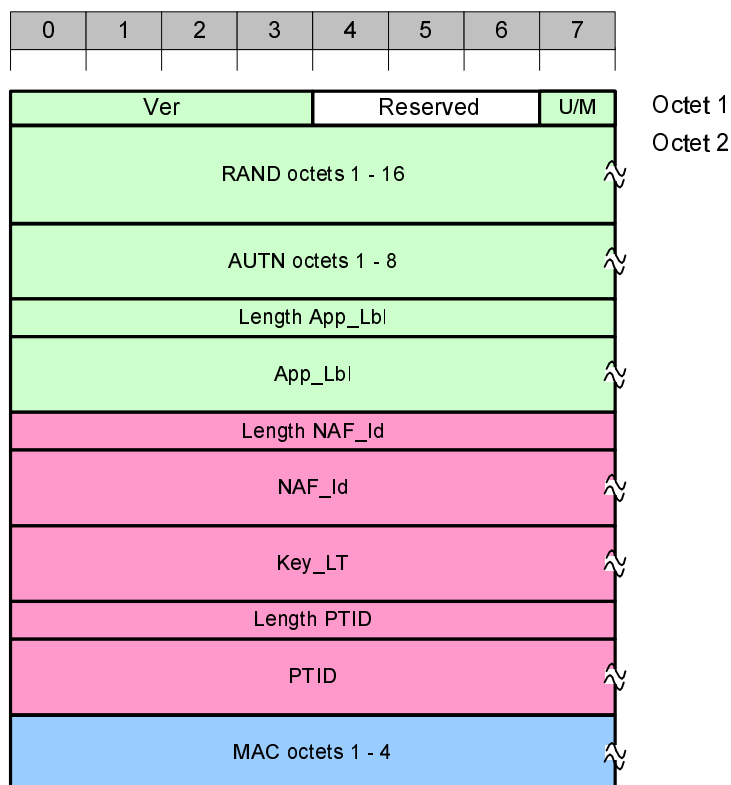 0 1 2 3 4 5 6 7
Ver Reserved U/M Octet 1
Octet 2
RAND octets 1 - 16
AUTN octets 1 - 8
Length App_Lbl
App_Lbl
Length NAF_Id
NAF_Id
Key_LT
Length PTID
PTID
MAC octets 1 - 4